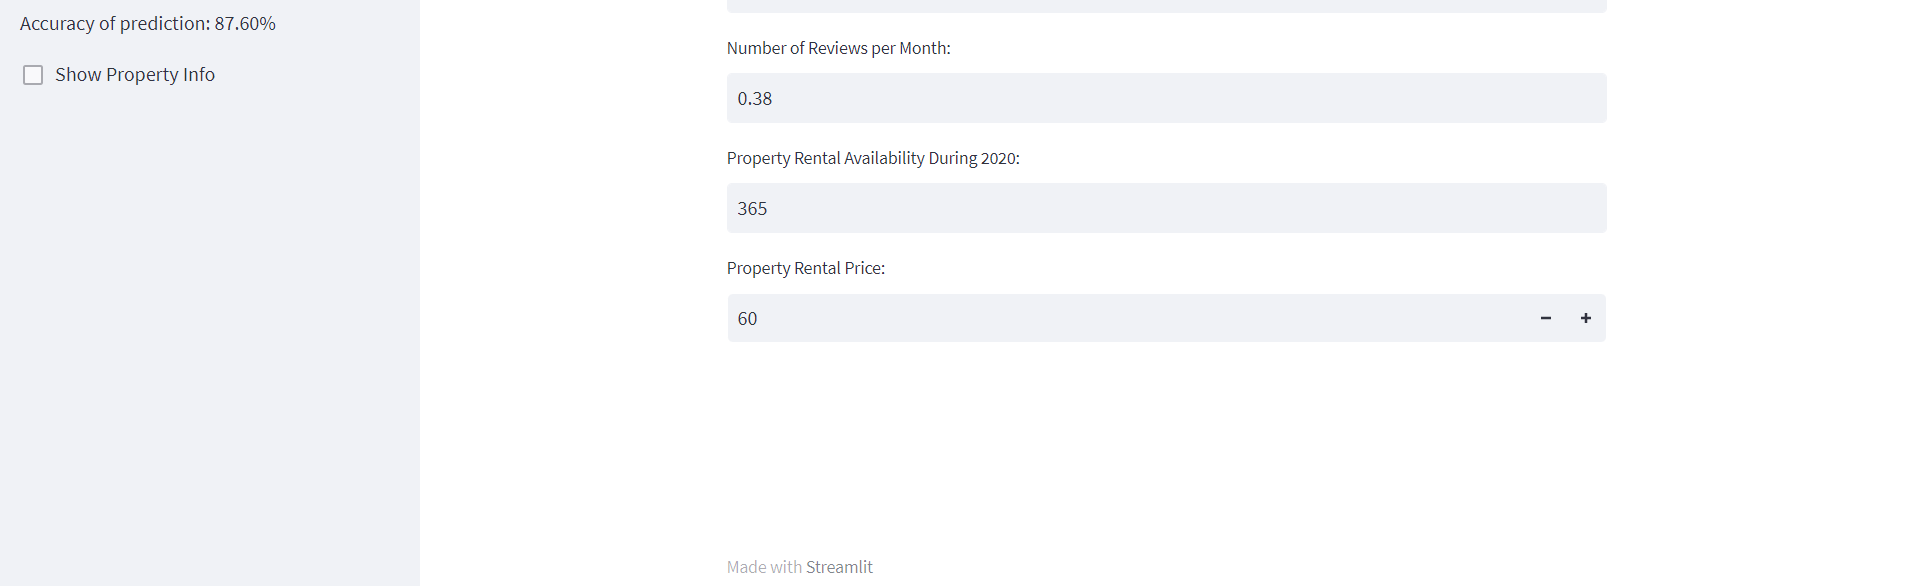 Accuracy of prediction: 87.60%
Show Property Info
Number of Reviews per Month:
0.38
Property Rental Availability During 2020:
365
Property Rental Price:
60
Made with Streamlit